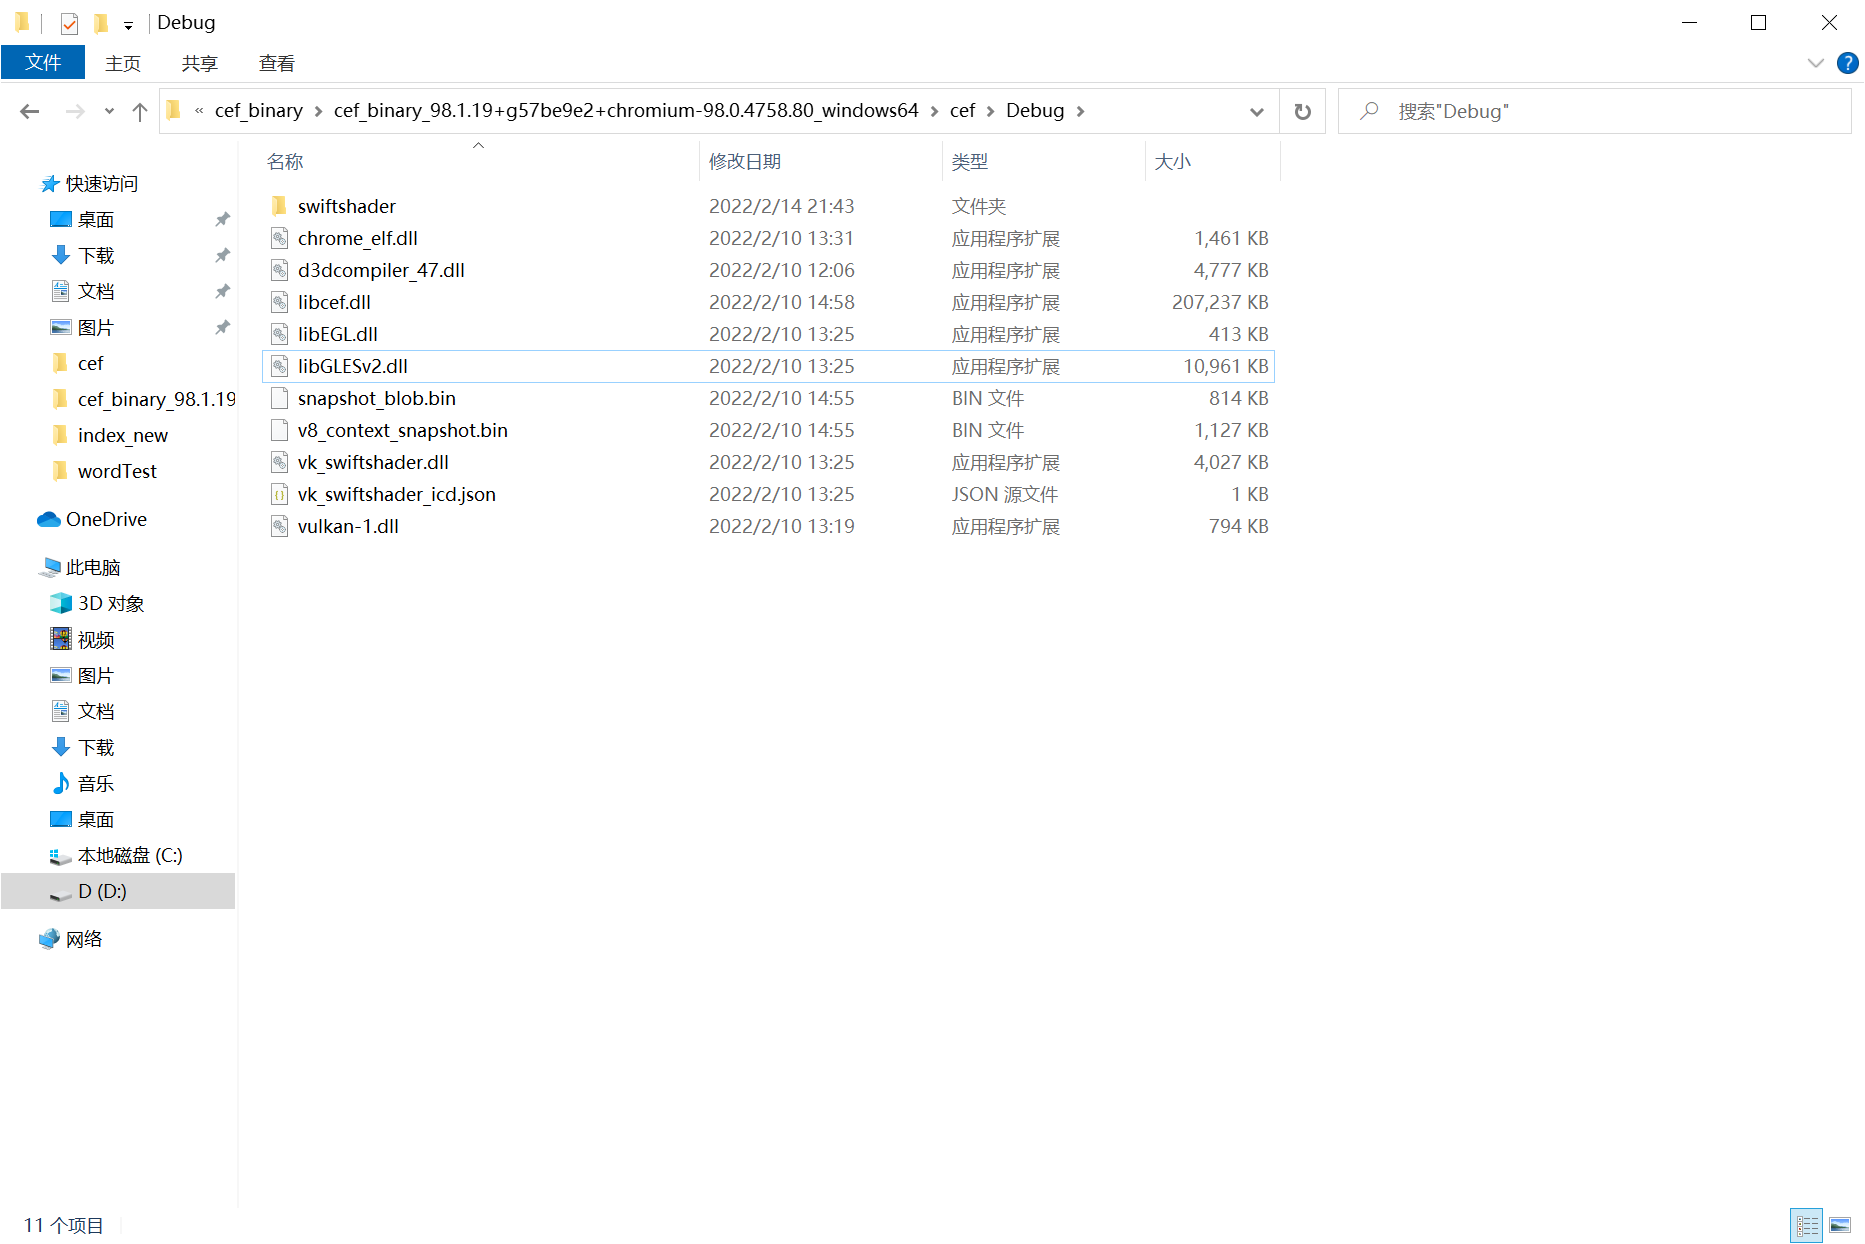 Debug
文件 主页 共享 查看
« cef_binary › cef_binary_98.1.19+g57be9e2+chromium-98.0.4758.80_windows64 › cef › Debug › 搜索"Debug"
名称 修改日期 类型 大小
快速访问
桌面
下载
文档
图片
cef
cef_binary_98.1.19
index_new
wordTest
OneDrive
此电脑
3D 对象
视频
图片
文档
下载
音乐
桌面
本地磁盘 (C:)
D (D:)
网络
swiftshader 2022/2/14 21:43 文件夹
chrome_elf.dll 2022/2/10 13:31 应用程序扩展 1,461 KB
d3dcompiler_47.dll 2022/2/10 12:06 应用程序扩展 4,777 KB
libcef.dll 2022/2/10 14:58 应用程序扩展 207,237 KB
libEGL.dll 2022/2/10 13:25 应用程序扩展 413 KB
libGLESv2.dll 2022/2/10 13:25 应用程序扩展 10,961 KB
snapshot_blob.bin 2022/2/10 14:55 BIN 文件 814 KB
v8_context_snapshot.bin 2022/2/10 14:55 BIN 文件 1,127 KB
vk_swiftshader.dll 2022/2/10 13:25 应用程序扩展 4,027 KB
vk_swiftshader_icd.json 2022/2/10 13:25 JSON 源文件 1 KB
vulkan-1.dll 2022/2/10 13:19 应用程序扩展 794 KB
11 个项目